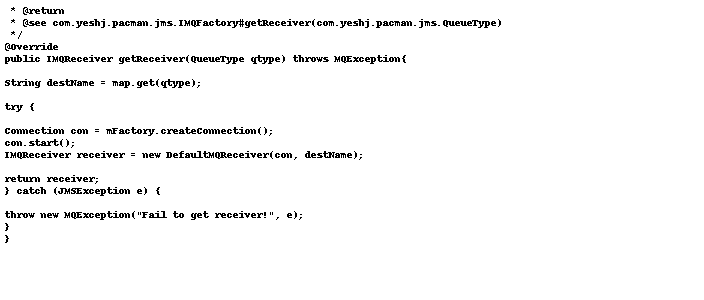 * @return
* @see com.yeshj.pacman.jms.IMQFactory#getReceiver(com.yeshj.pacman.jms.QueueType)
*/
@Override
public IMQReceiver getReceiver(QueueType qtype) throws MQException{
String destName = map.get(qtype);
try {
Connection con = mFactory.createConnection();
con.start();
IMQReceiver receiver = new DefaultMQReceiver(con, destName);
return receiver;
} catch (JMSException e) {
throw new MQException("Fail to get receiver!", e);
}
}